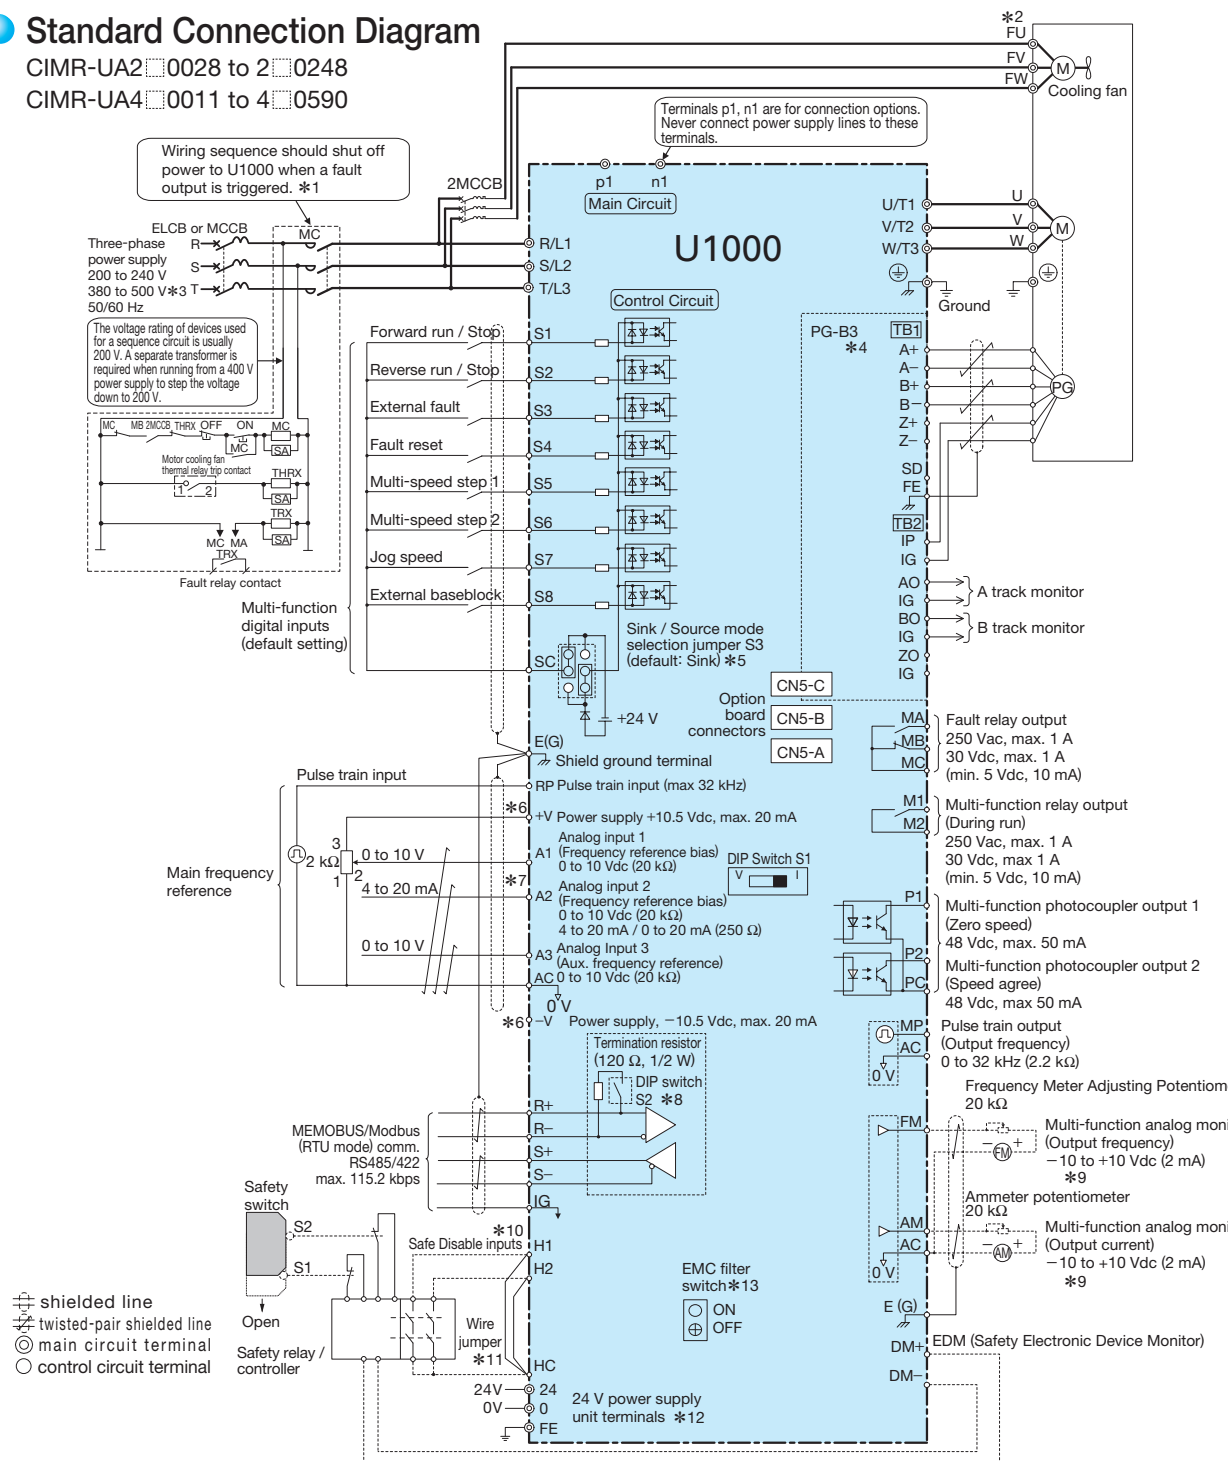 Standard Connection Diagram
CIMR-UA2 0028 to 2 0248
CIMR-UA4 0011 to 4 0590
*2
FU
FV
FW
M
Cooling fan
Terminals p1, n1 are for connection options.
Never connect power supply lines to these
terminals.
Wiring sequence should shut off
power to U1000 when a fault
output is triggered. *1
2MCCB
p1
n1
Main Circuit
U1000
ELCB or MCCB
MC
Three-phase
power supply
200 to 240 V
380 to 500 V*3
50/60 Hz
R
S
T
R/L1
S/L2
T/L3
U/T1
V/T2
W/T3
U
V
W
M
Ground
The voltage rating of devices used
for a sequence circuit is usually
200 V. A separate transformer is
required when running from a 400 V
power supply to step the voltage
down to 200 V.
MC MB 2MCCB THRX OFF ON MC
MC
SA
Motor cooling fan
thermal relay trip contact
1 2
THRX
SA
TRX
SA
MC MA
TRX
Fault relay contact
Control Circuit
Forward run / Stop S1
Reverse run / Stop S2
External fault S3
Fault reset S4
Multi-speed step 1 S5
Multi-speed step 2 S6
Jog speed S7
External baseblock S8
Multi-function
digital inputs
(default setting)
SC
Sink / Source mode
selection jumper S3
(default: Sink) *5
+24 V
PG-B3
*4
TB1
A+
A−
B+
B−
Z+
Z−
PG
SD
FE
TB2
IP
IG
AO
IG
A track monitor
BO
IG
B track monitor
ZO
IG
Option
board
connectors
CN5-C
CN5-B
CN5-A
E(G)
Shield ground terminal
MA
MB
MC
Fault relay output
250 Vac, max. 1 A
30 Vdc, max. 1 A
(min. 5 Vdc, 10 mA)
M1
M2
Multi-function relay output
(During run)
250 Vac, max. 1 A
30 Vdc, max 1 A
(min. 5 Vdc, 10 mA)
Pulse train input
RP Pulse train input (max 32 kHz)
*6
+V Power supply +10.5 Vdc, max. 20 mA
Main frequency
reference
3
2 kΩ
2
1
0 to 10 V
A1
Analog input 1
(Frequency reference bias)
0 to 10 Vdc (20 kΩ)
*7
4 to 20 mA
A2
Analog input 2
(Frequency reference bias)
0 to 10 Vdc (20 kΩ)
4 to 20 mA / 0 to 20 mA (250 Ω)
DIP Switch S1
V I
0 to 10 V
A3
Analog Input 3
(Aux. frequency reference)
0 to 10 Vdc (20 kΩ)
AC
0 V
*6
−V Power supply, −10.5 Vdc, max. 20 mA
P1
P2
PC
Multi-function photocoupler output 1
(Zero speed)
48 Vdc, max. 50 mA
Multi-function photocoupler output 2
(Speed agree)
48 Vdc, max 50 mA
MP
AC
0 V
Pulse train output
(Output frequency)
0 to 32 kHz (2.2 kΩ)
Termination resistor
(120 Ω, 1/2 W)
DIP switch
S2 *8
MEMOBUS/Modbus
(RTU mode) comm.
RS485/422
max. 115.2 kbps
R+
R−
S+
S−
IG
Frequency Meter Adjusting Potentiom
20 kΩ
FM
− FM +
Multi-function analog moni
(Output frequency)
−10 to +10 Vdc (2 mA)
*9
Ammeter potentiometer
20 kΩ
AM
AC
0 V
− AM +
Multi-function analog moni
(Output current)
−10 to +10 Vdc (2 mA)
*9
E (G)
Safety
switch
S2
S1
Open
Safety relay /
controller
*10
Safe Disable inputs
H1
H2
Wire
jumper
*11
HC
EMC filter
switch*13
ON
OFF
DM+
DM−
EDM (Safety Electronic Device Monitor)
24V 24
0V 0
FE
24 V power supply
unit terminals *12
shielded line
twisted-pair shielded line
main circuit terminal
control circuit terminal